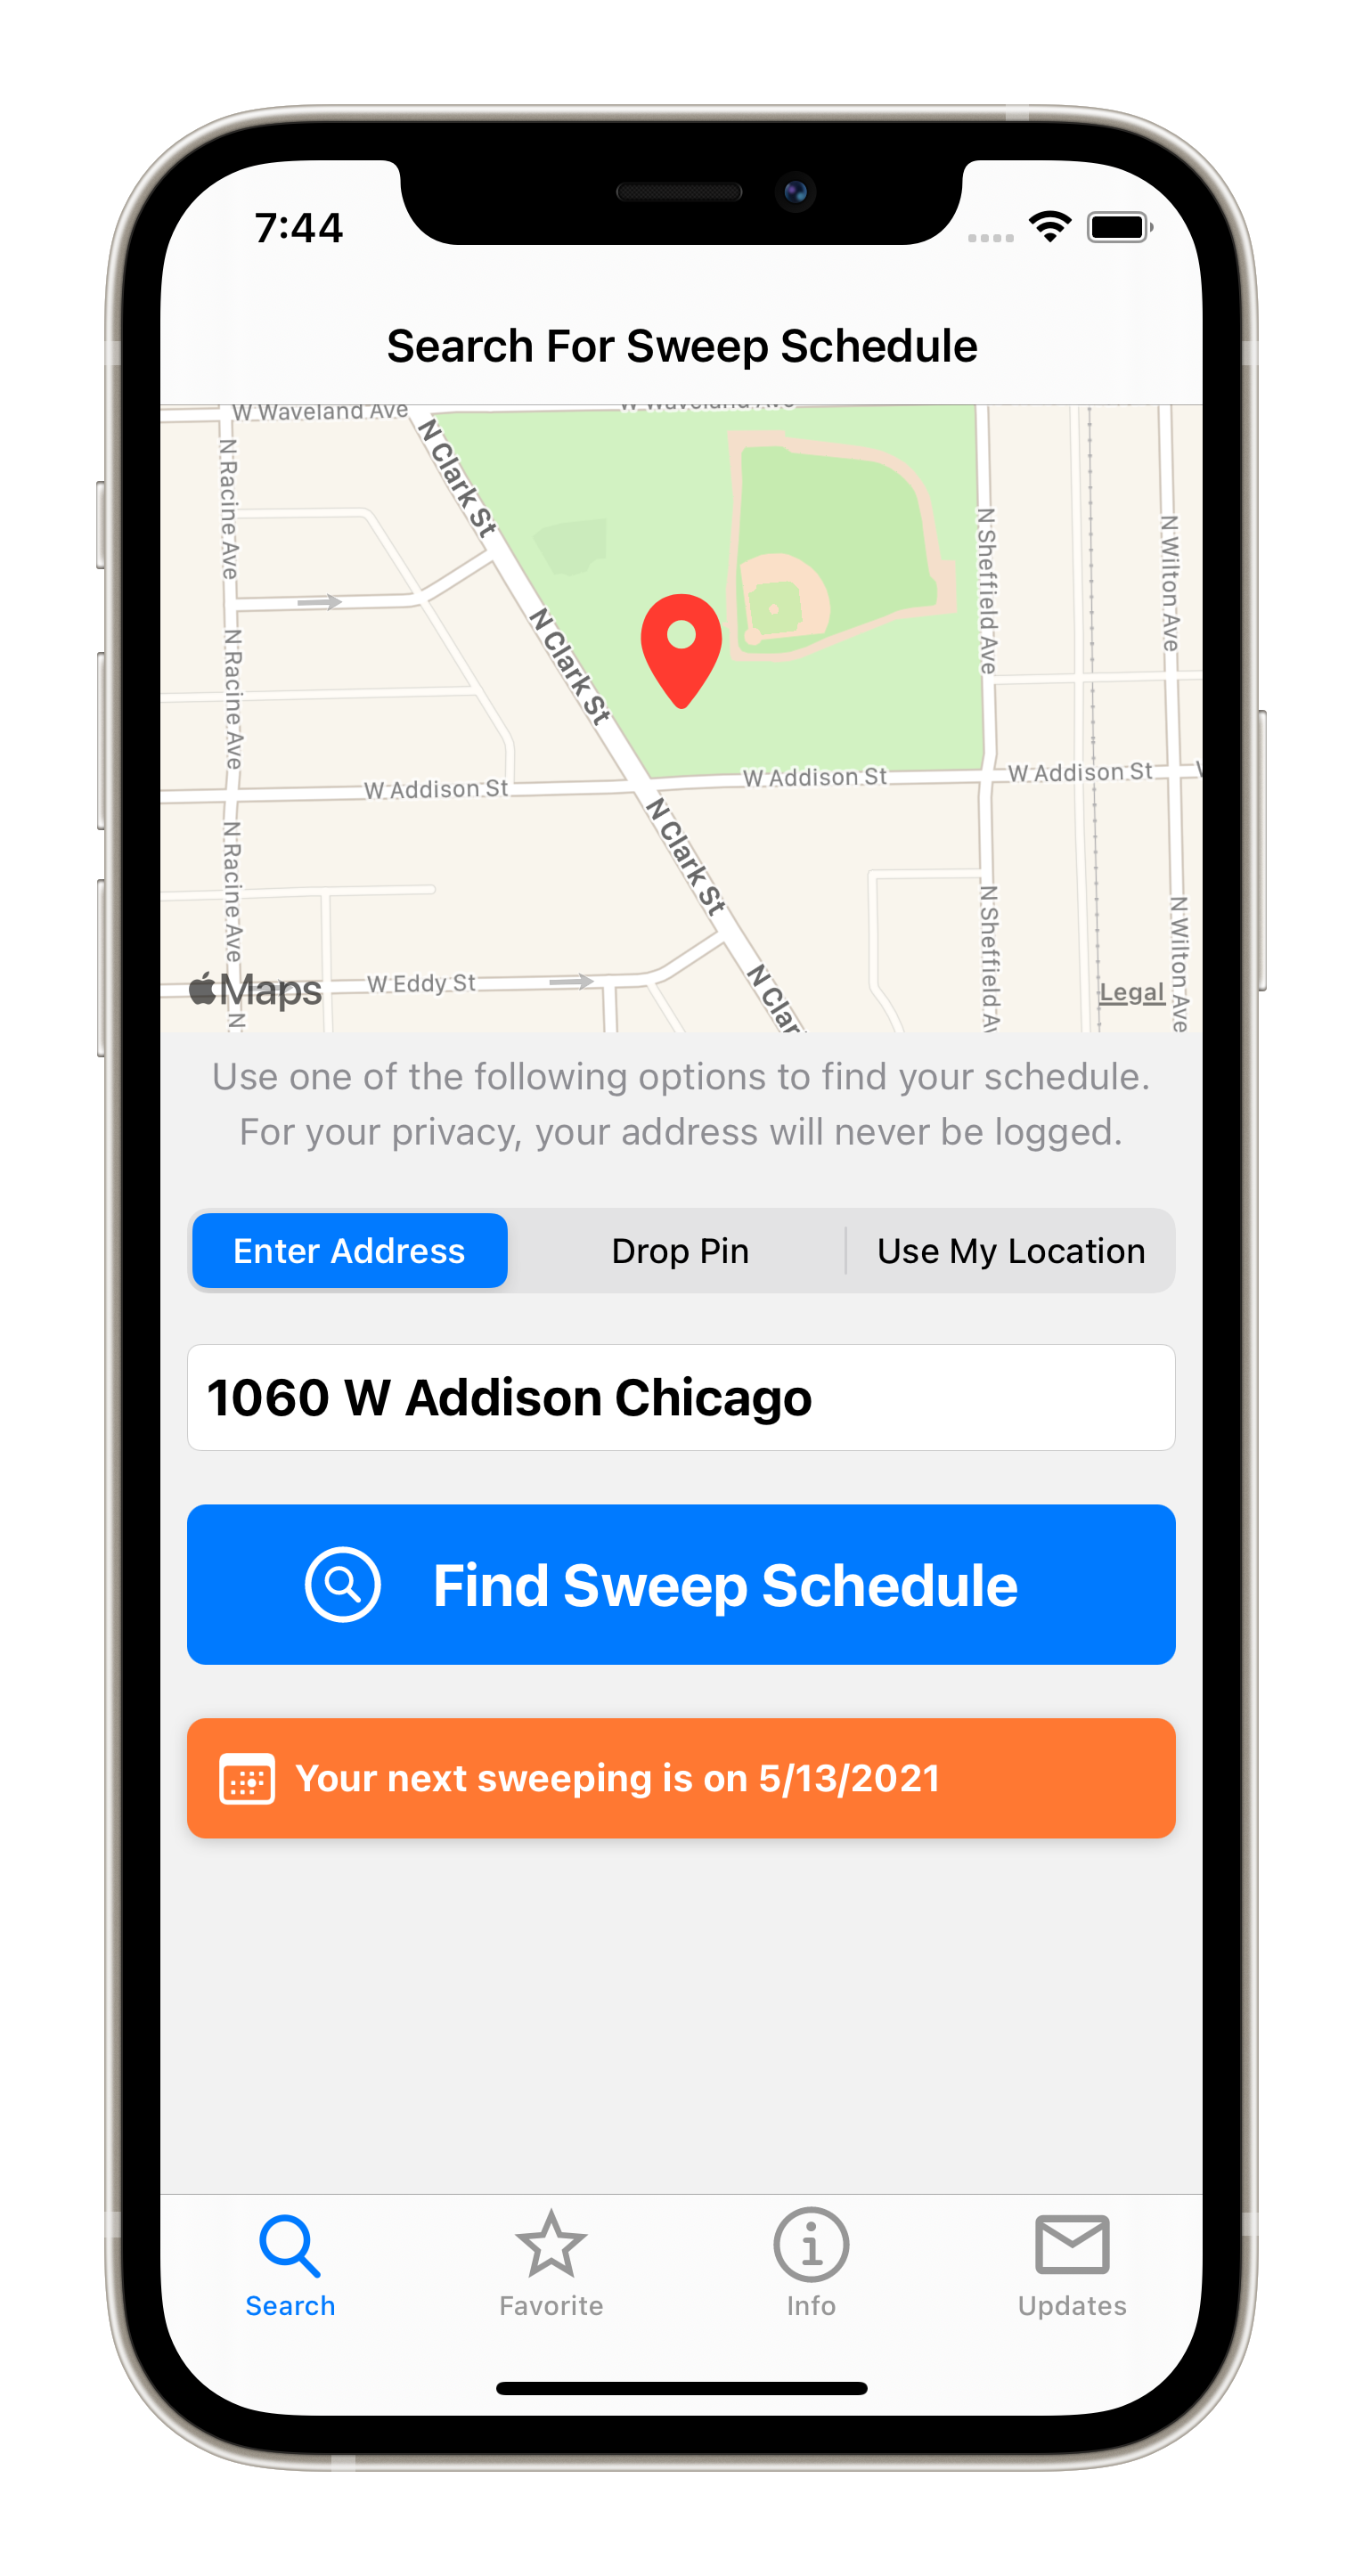 7:44
Search For Sweep Schedule
W Waveland Ave
W Waveland Ave
N Clark St
N Racine Ave
N Sheffield Ave
N Wilton Ave
N Clark St
N Racine Ave
W Addison St
W Addison St
W Addison St
N Clark St
N Racine Ave
N Sheffield Av
N Wilton Ave
W Eddy St
N Clar
Maps
Legal
N
Use one of the following options to find your schedule.
For your privacy, your address will never be logged.
Enter Address
Drop Pin
Use My Location
1060 W Addison Chicago
Find Sweep Schedule
Your next sweeping is on 5/13/2021
Search
Favorite
Info
Updates